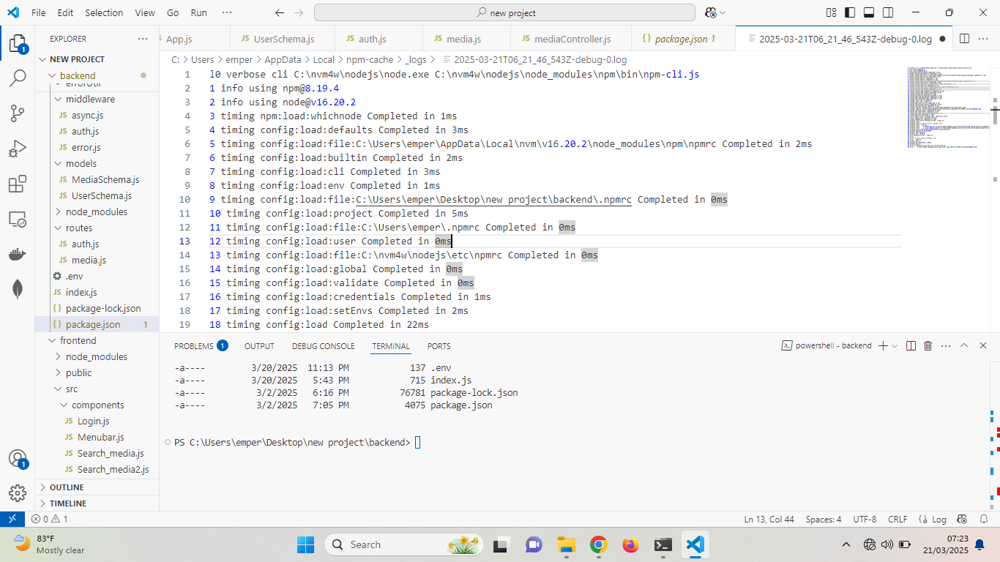 File Edit Selection View Go Run ··· new project
EXPLORER ···
App.js UserSchema.js auth.js media.js mediaController.js package.json 1 2025-03-21T06_21_46_543Z-debug-0.log
NEW PROJECT
C: > Users > emper > AppData > Local > npm-cache > _logs > 2025-03-21T06_21_46_543Z-debug-0.log
backend
errorutil
middleware
async.js
auth.js
error.js
models
MediaSchema.js
UserSchema.js
node_modules
routes
auth.js
media.js
.env
index.js
package-lock.json
package.json 1
frontend
node_modules
public
src
components
Login.js
Menubar.js
Search_media.js
Search_media2.js
OUTLINE
TIMELINE
1 l0 verbose cli C:\nvm4w\nodejs\node.exe C:\nvm4w\nodejs\node_modules\npm\bin\npm-cli.js
2 1 info using npm@8.19.4
3 2 info using node@v16.20.2
4 3 timing npm:load:whichnode Completed in 1ms
5 4 timing config:load:defaults Completed in 3ms
6 5 timing config:load:file:C:\Users\emper\AppData\Local\nvm\v16.20.2\node_modules\npm\npmrc Completed in 2ms
7 6 timing config:load:builtin Completed in 2ms
8 7 timing config:load:cli Completed in 3ms
9 8 timing config:load:env Completed in 1ms
10 9 timing config:load:file:C:\Users\emper\Desktop\new project\backend\.npmrc Completed in 0ms
11 10 timing config:load:project Completed in 5ms
12 11 timing config:load:file:C:\Users\emper\.npmrc Completed in 0ms
13 12 timing config:load:user Completed in 0ms
14 13 timing config:load:file:C:\nvm4w\nodejs\etc\npmrc Completed in 0ms
15 14 timing config:load:global Completed in 0ms
16 15 timing config:load:validate Completed in 0ms
17 16 timing config:load:credentials Completed in 1ms
18 17 timing config:load:setEnvs Completed in 2ms
19 18 timing config:load Completed in 22ms
PROBLEMS 1 OUTPUT DEBUG CONSOLE TERMINAL PORTS powershell - backend
-a---- 3/20/2025 11:13 PM 137 .env
-a---- 3/20/2025 5:43 PM 715 index.js
-a---- 3/2/2025 6:16 PM 76781 package-lock.json
-a---- 3/2/2025 7:05 PM 4075 package.json
PS C:\Users\emper\Desktop\new project\backend>
1
1
0 1 Ln 13, Col 44 Spaces: 4 UTF-8 CRLF Log
83°F
Mostly clear
Search
07:23
21/03/2025